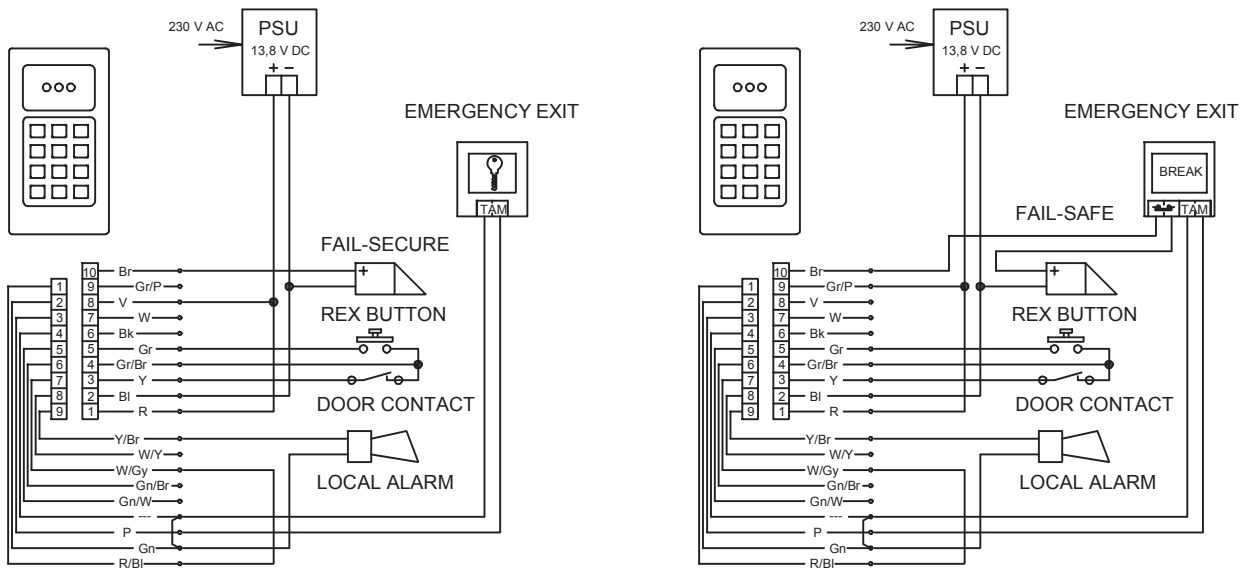 230 V AC
PSU
13,8 V DC
+ –
EMERGENCY EXIT
TAM
FAIL-SECURE
+
REX BUTTON
DOOR CONTACT
LOCAL ALARM
10 Br
1 9 Gr/P
2 8 V
3 7 W
4 6 Bk
5 5 Gr
6 4 Gr/Br
7 3 Y
8 2 Bl
9 1 R
Y/Br
W/Y
W/Gy
Gn/Br
Gn/W
---
P
Gn
R/Bl
230 V AC
PSU
13,8 V DC
+ –
EMERGENCY EXIT
BREAK
TAM
FAIL-SAFE
+
REX BUTTON
DOOR CONTACT
LOCAL ALARM
10 Br
1 9 Gr/P
2 8 V
3 7 W
4 6 Bk
5 5 Gr
6 4 Gr/Br
7 3 Y
8 2 Bl
9 1 R
Y/Br
W/Y
W/Gy
Gn/Br
Gn/W
---
P
Gn
R/Bl